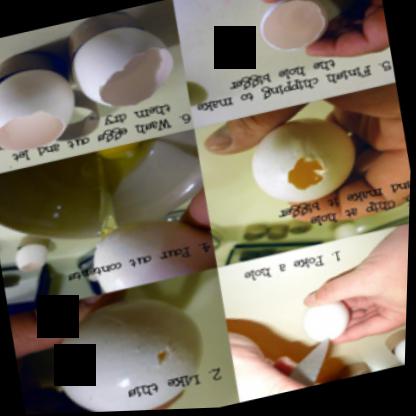 1. Poke a hole
2. Like this
3. chip at hole
and make it bigger
4. Pour out contents
5. Finish chipping to make
the hole bigger
6. Wash eggs out and let
them dry